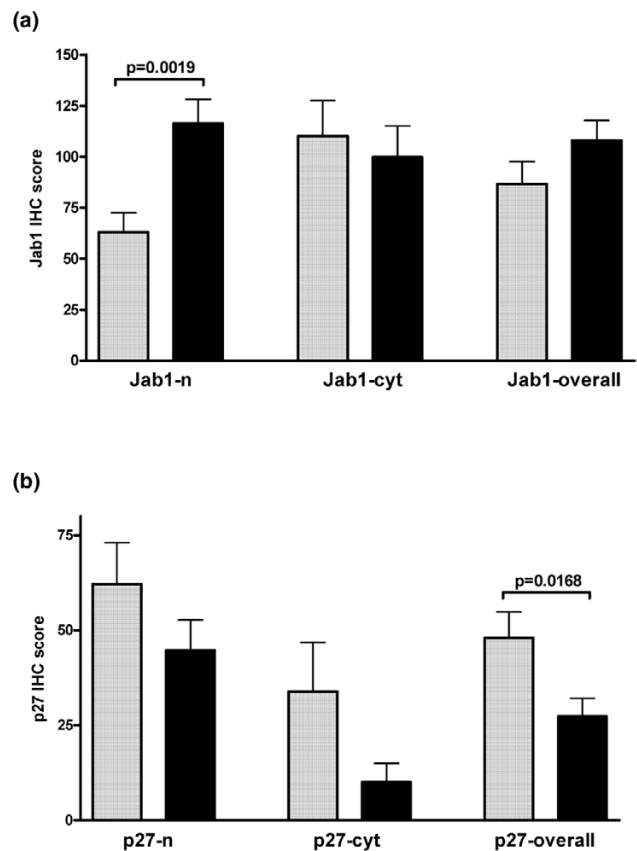 (a)
150
p=0.0019
125
100
75
50
25
0
Jab1 IHC score
Jab1-n Jab1-cyt Jab1-overall
(b)
75
p=0.0168
50
25
0
p27 IHC score
p27-n p27-cyt p27-overall